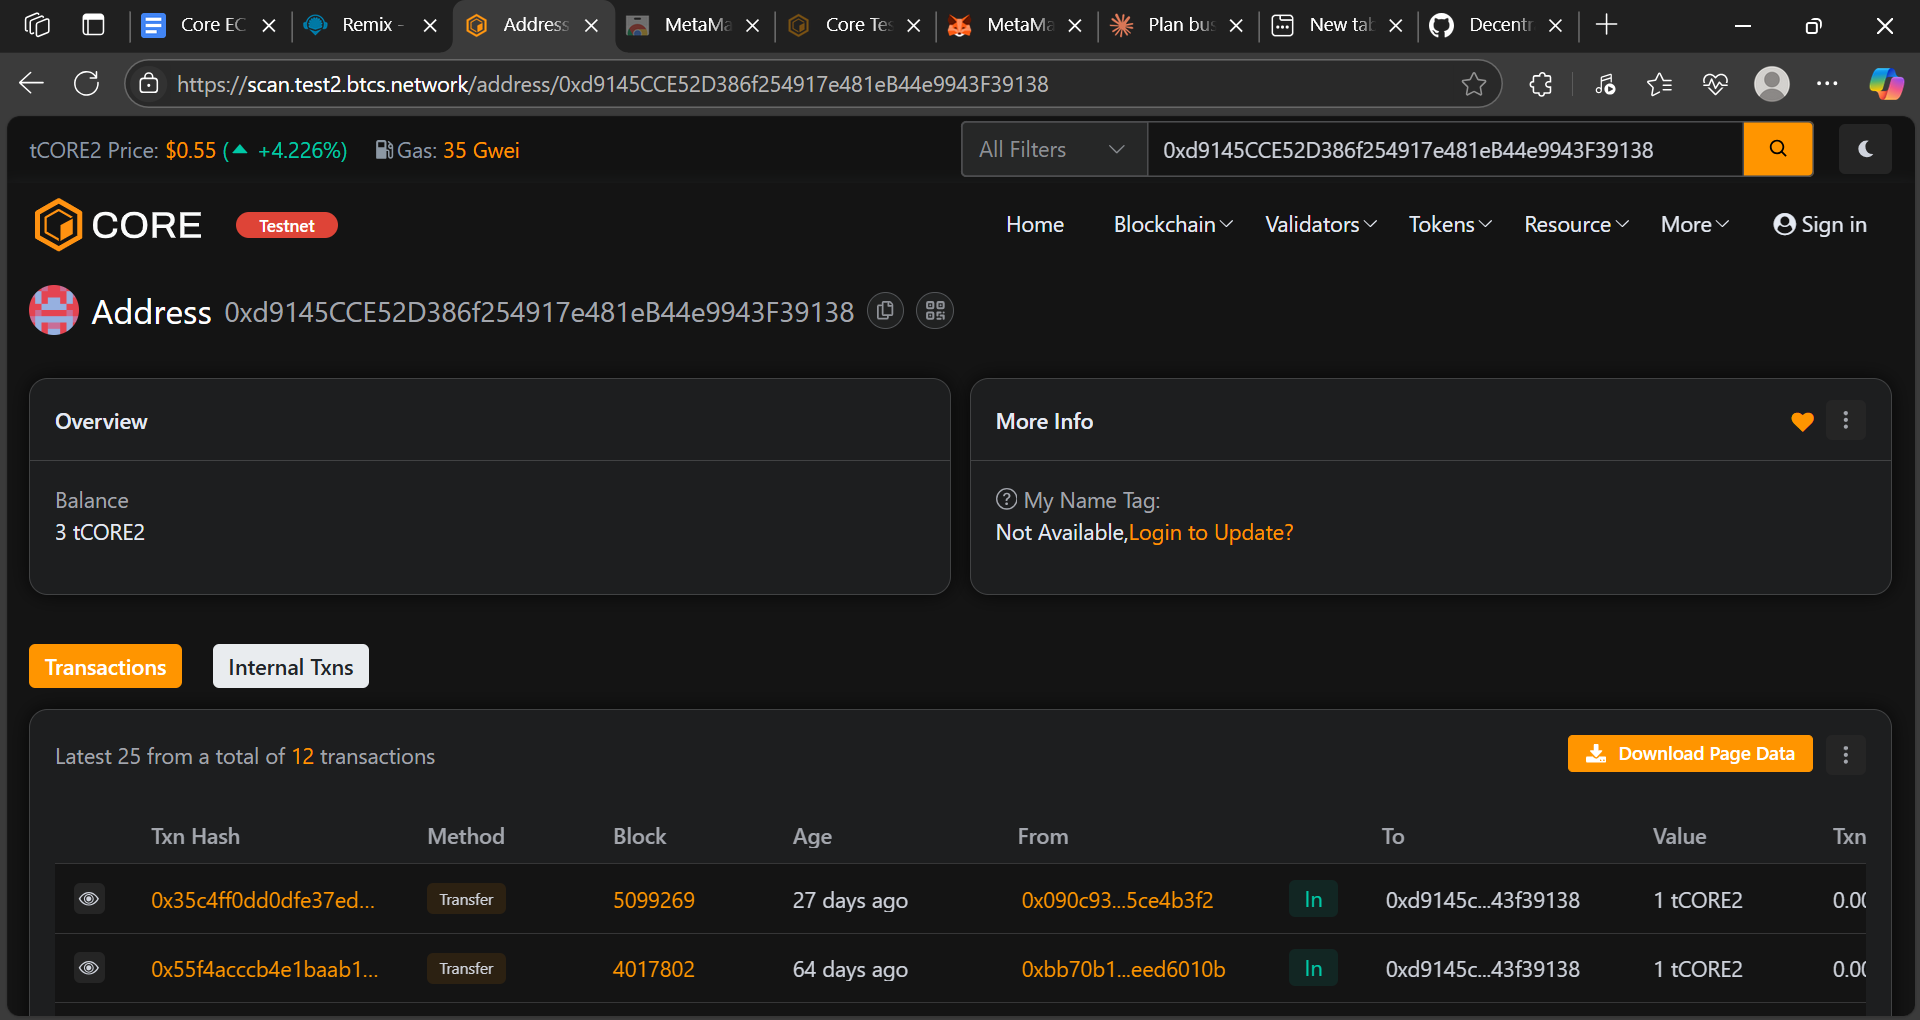 Core EC
Remix -
Address
MetaMa
Core Tes
MetaMa
Plan bus
New tab
Decentr
https://scan.test2.btcs.network/address/0xd9145CCE52D386f254917e481eB44e9943F39138
tCORE2 Price: $0.55 (▲ +4.226%) Gas: 35 Gwei
All Filters
0xd9145CCE52D386f254917e481eB44e9943F39138
CORE
Testnet
Home
Blockchain
Validators
Tokens
Resource
More
Sign in
Address 0xd9145CCE52D386f254917e481eB44e9943F39138
Overview
Balance
3 tCORE2
More Info
My Name Tag:
Not Available,Login to Update?
Transactions
Internal Txns
Latest 25 from a total of 12 transactions
Download Page Data
Txn Hash Method Block Age From To Value Txn
0x35c4ff0dd0dfe37ed... Transfer 5099269 27 days ago 0x090c93...5ce4b3f2 In 0xd9145c...43f39138 1 tCORE2 0.00
0x55f4acccb4e1baab1... Transfer 4017802 64 days ago 0xbb70b1...eed6010b In 0xd9145c...43f39138 1 tCORE2 0.00